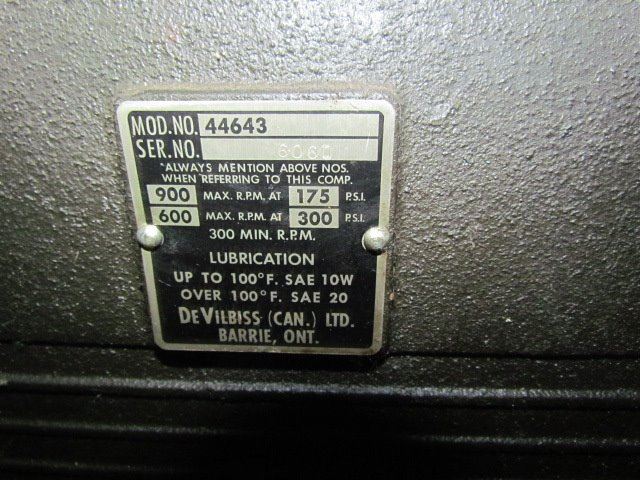 MOD.NO. 44643
SER.NO.
*ALWAYS MENTION ABOVE NOS.
WHEN REFERRING TO THIS COMP.
900 MAX. R.P.M. AT 175 P.S.I.
600 MAX. R.P.M. AT 300 P.S.I.
300 MIN. R.P.M.
LUBRICATION
UP TO 100°F. SAE 10W
OVER 100°F. SAE 20
DEVILBISS (CAN.) LTD.
BARRIE, ONT.